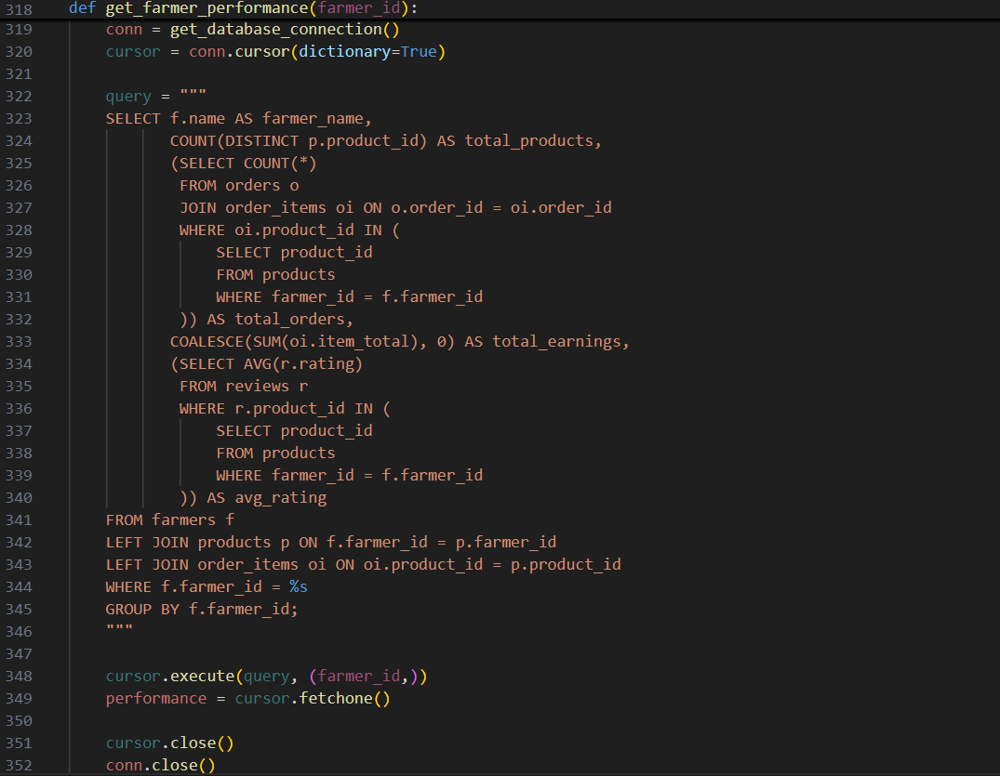 318 def get_farmer_performance(farmer_id):
319 conn = get_database_connection()
320 cursor = conn.cursor(dictionary=True)
321
322 query = """
323 SELECT f.name AS farmer_name,
324 COUNT(DISTINCT p.product_id) AS total_products,
325 (SELECT COUNT(*)
326 FROM orders o
327 JOIN order_items oi ON o.order_id = oi.order_id
328 WHERE oi.product_id IN (
329 SELECT product_id
330 FROM products
331 WHERE farmer_id = f.farmer_id
332 )) AS total_orders,
333 COALESCE(SUM(oi.item_total), 0) AS total_earnings,
334 (SELECT AVG(r.rating)
335 FROM reviews r
336 WHERE r.product_id IN (
337 SELECT product_id
338 FROM products
339 WHERE farmer_id = f.farmer_id
340 )) AS avg_rating
341 FROM farmers f
342 LEFT JOIN products p ON f.farmer_id = p.farmer_id
343 LEFT JOIN order_items oi ON oi.product_id = p.product_id
344 WHERE f.farmer_id = %s
345 GROUP BY f.farmer_id;
346 """
347
348 cursor.execute(query, (farmer_id,))
349 performance = cursor.fetchone()
350
351 cursor.close()
352 conn.close()